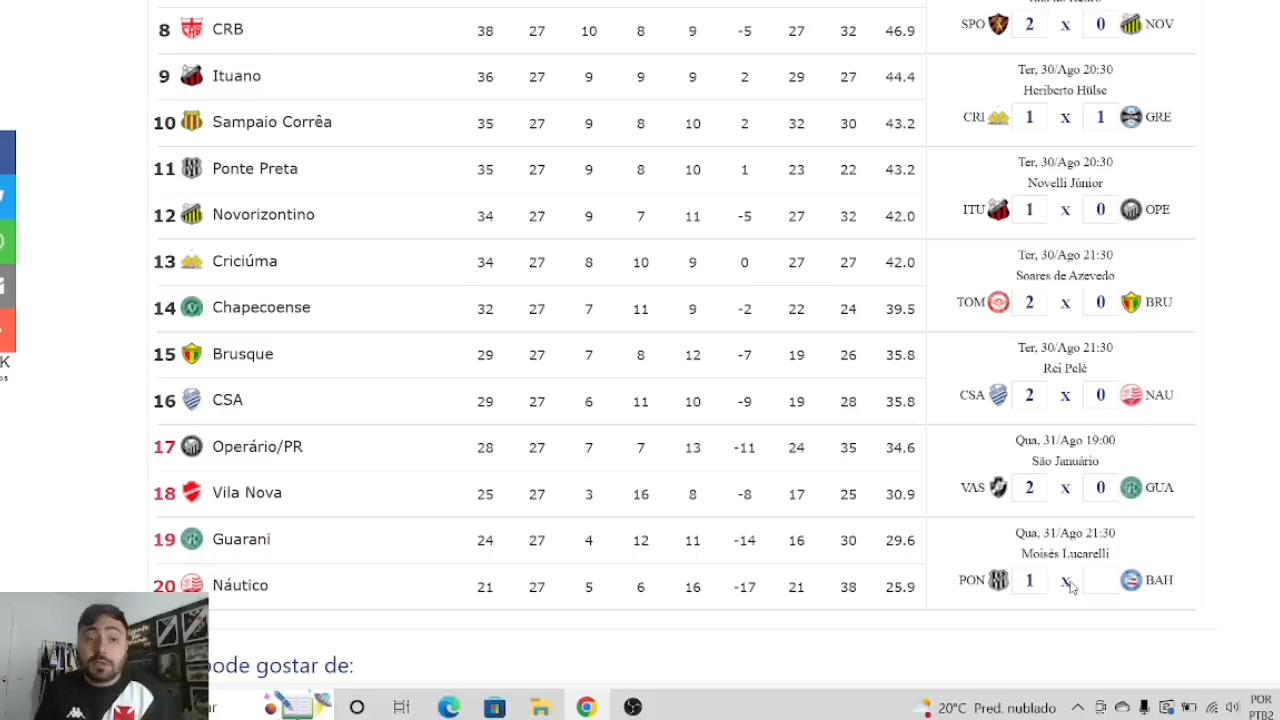 8 CRB 38 27 10 8 9 -5 27 32 46.9
9 Ituano 36 27 9 9 9 2 29 27 44.4
10 Sampaio Corrêa 35 27 9 8 10 2 32 30 43.2
11 Ponte Preta 35 27 9 8 10 1 23 22 43.2
12 Novorizontino 34 27 9 7 11 -5 27 32 42.0
13 Criciúma 34 27 8 10 9 0 27 27 42.0
14 Chapecoense 32 27 7 11 9 -2 22 24 39.5
15 Brusque 29 27 7 8 12 -7 19 26 35.8
16 CSA 29 27 6 11 10 -9 19 28 35.8
17 Operário/PR 28 27 7 7 13 -11 24 35 34.6
18 Vila Nova 25 27 3 16 8 -8 17 25 30.9
19 Guarani 24 27 4 12 11 -14 16 30 29.6
20 Náutico 21 27 5 6 16 -17 21 38 25.9
SPO 2 x 0 NOV
Ter, 30/Ago 20:30
Heriberto Hülse
CRI 1 x 1 GRE
Ter, 30/Ago 20:30
Novelli Júnior
ITU 1 x 0 OPE
Ter, 30/Ago 21:30
Soares de Azevedo
TOM 2 x 0 BRU
Ter, 30/Ago 21:30
Rei Pelé
CSA 2 x 0 NAU
Qua, 31/Ago 19:00
São Januário
VAS 2 x 0 GUA
Qua, 31/Ago 21:30
Moisés Lucarelli
PON 1 x BAH
K
pode gostar de:
ar
20°C Pred. nublado
POR
PTB2